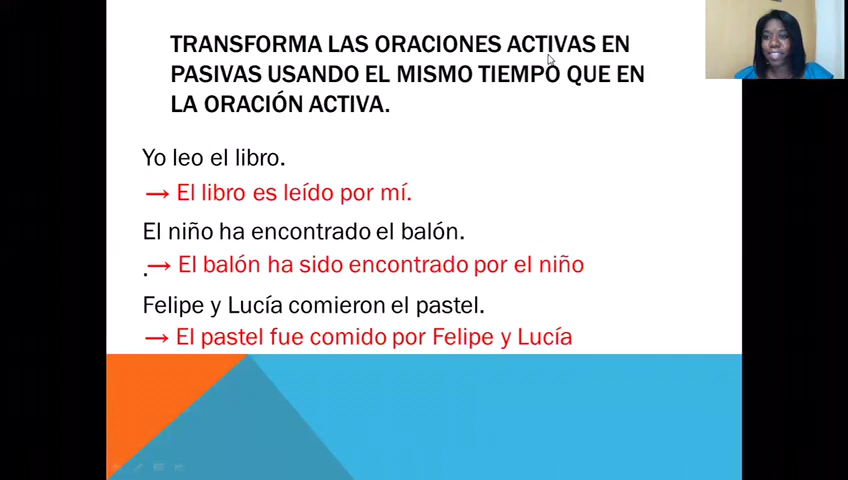 TRANSFORMA LAS ORACIONES ACTIVAS EN
PASIVAS USANDO EL MISMO TIEMPO QUE EN
LA ORACIÓN ACTIVA.
Yo leo el libro.
→ El libro es leído por mí.
El niño ha encontrado el balón.
.→ El balón ha sido encontrado por el niño
Felipe y Lucía comieron el pastel.
→ El pastel fue comido por Felipe y Lucía